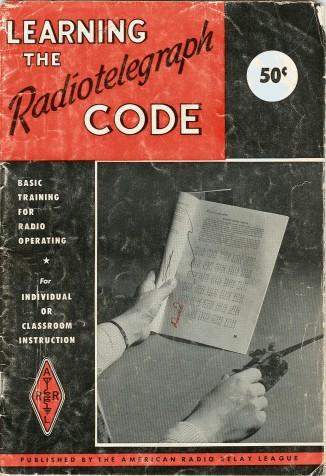 LEARNING
THE
Radiotelegraph
CODE
50¢
BASIC
TRAINING
FOR
RADIO
OPERATING
★
For
INDIVIDUAL
OR
CLASSROOM
INSTRUCTION
A
R R
L
PUBLISHED BY THE AMERICAN RADIO RELAY LEAGUE